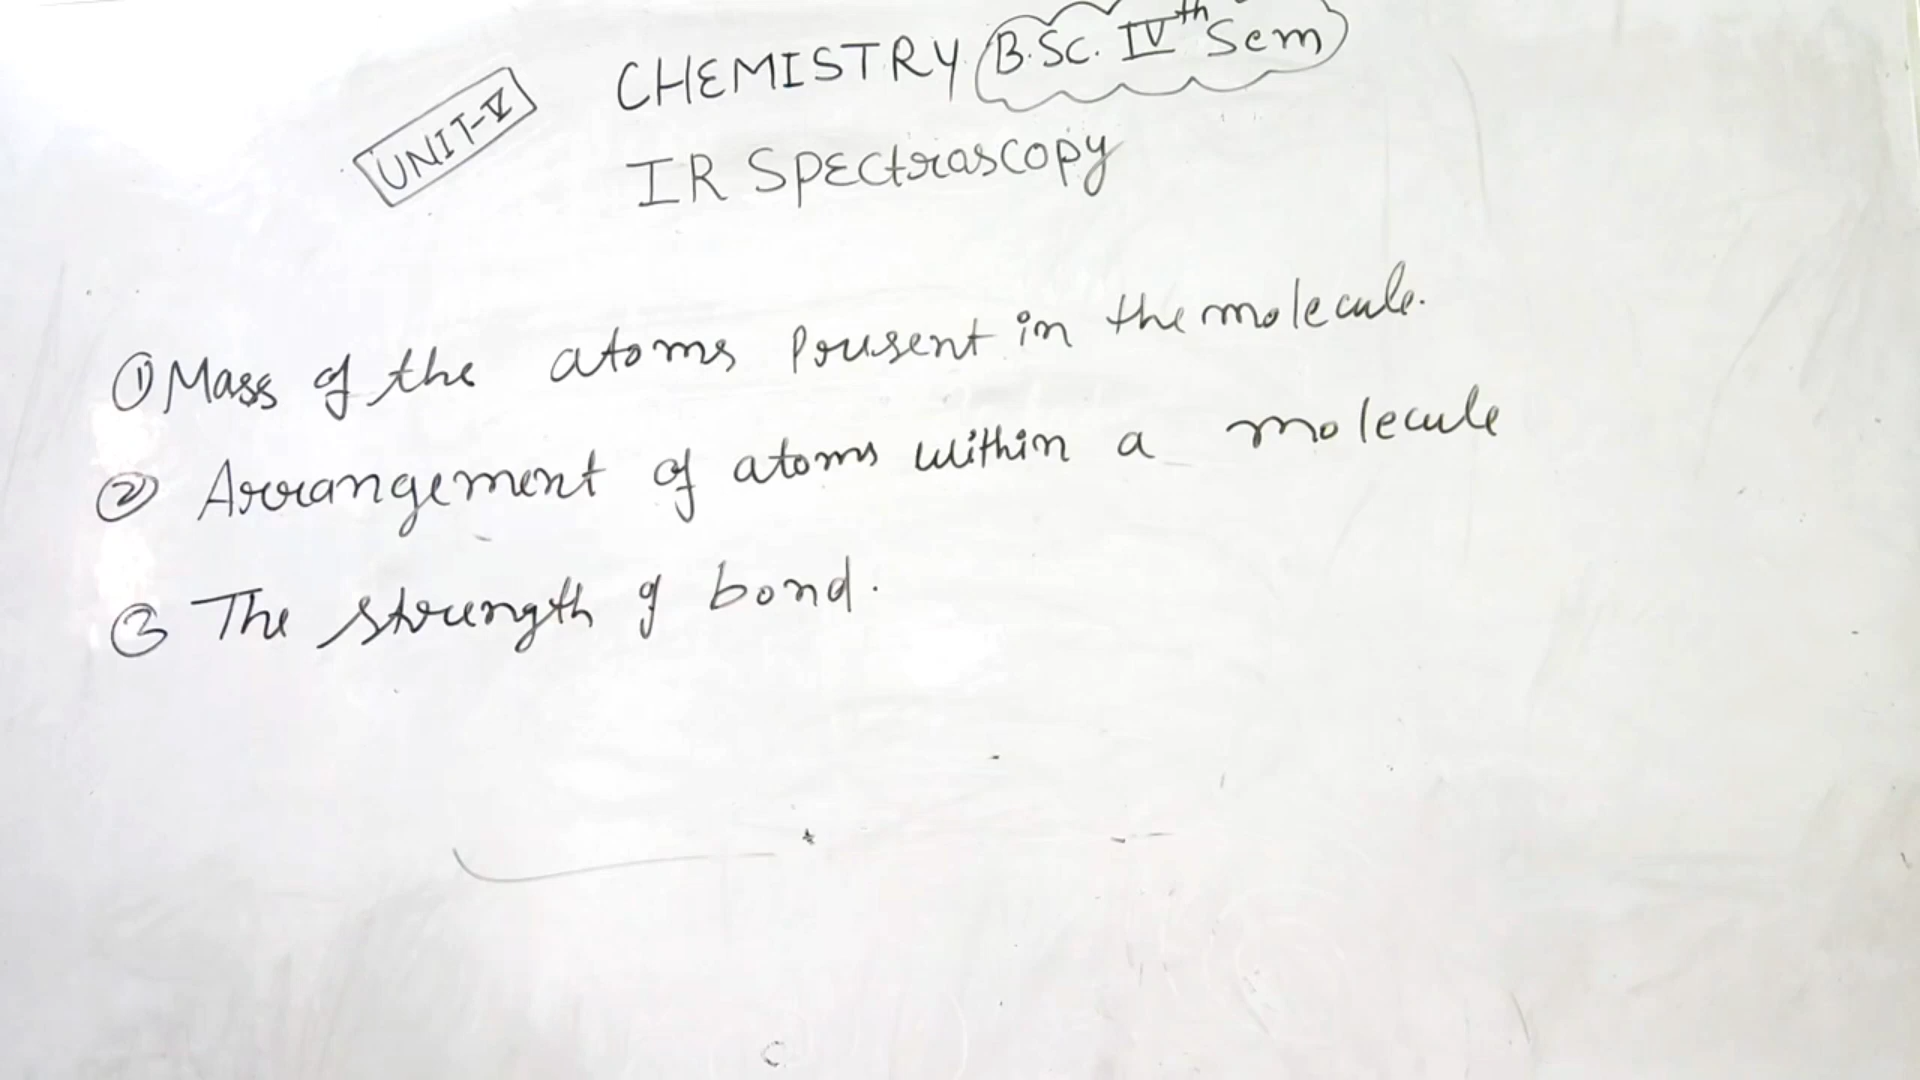 CHEMISTRY B.Sc. IVth Sem
UNIT-V
IR Spectroscopy
① Mass of the atoms present in the molecule.
② Arrangement of atoms within a molecule
③ The strength of bond.